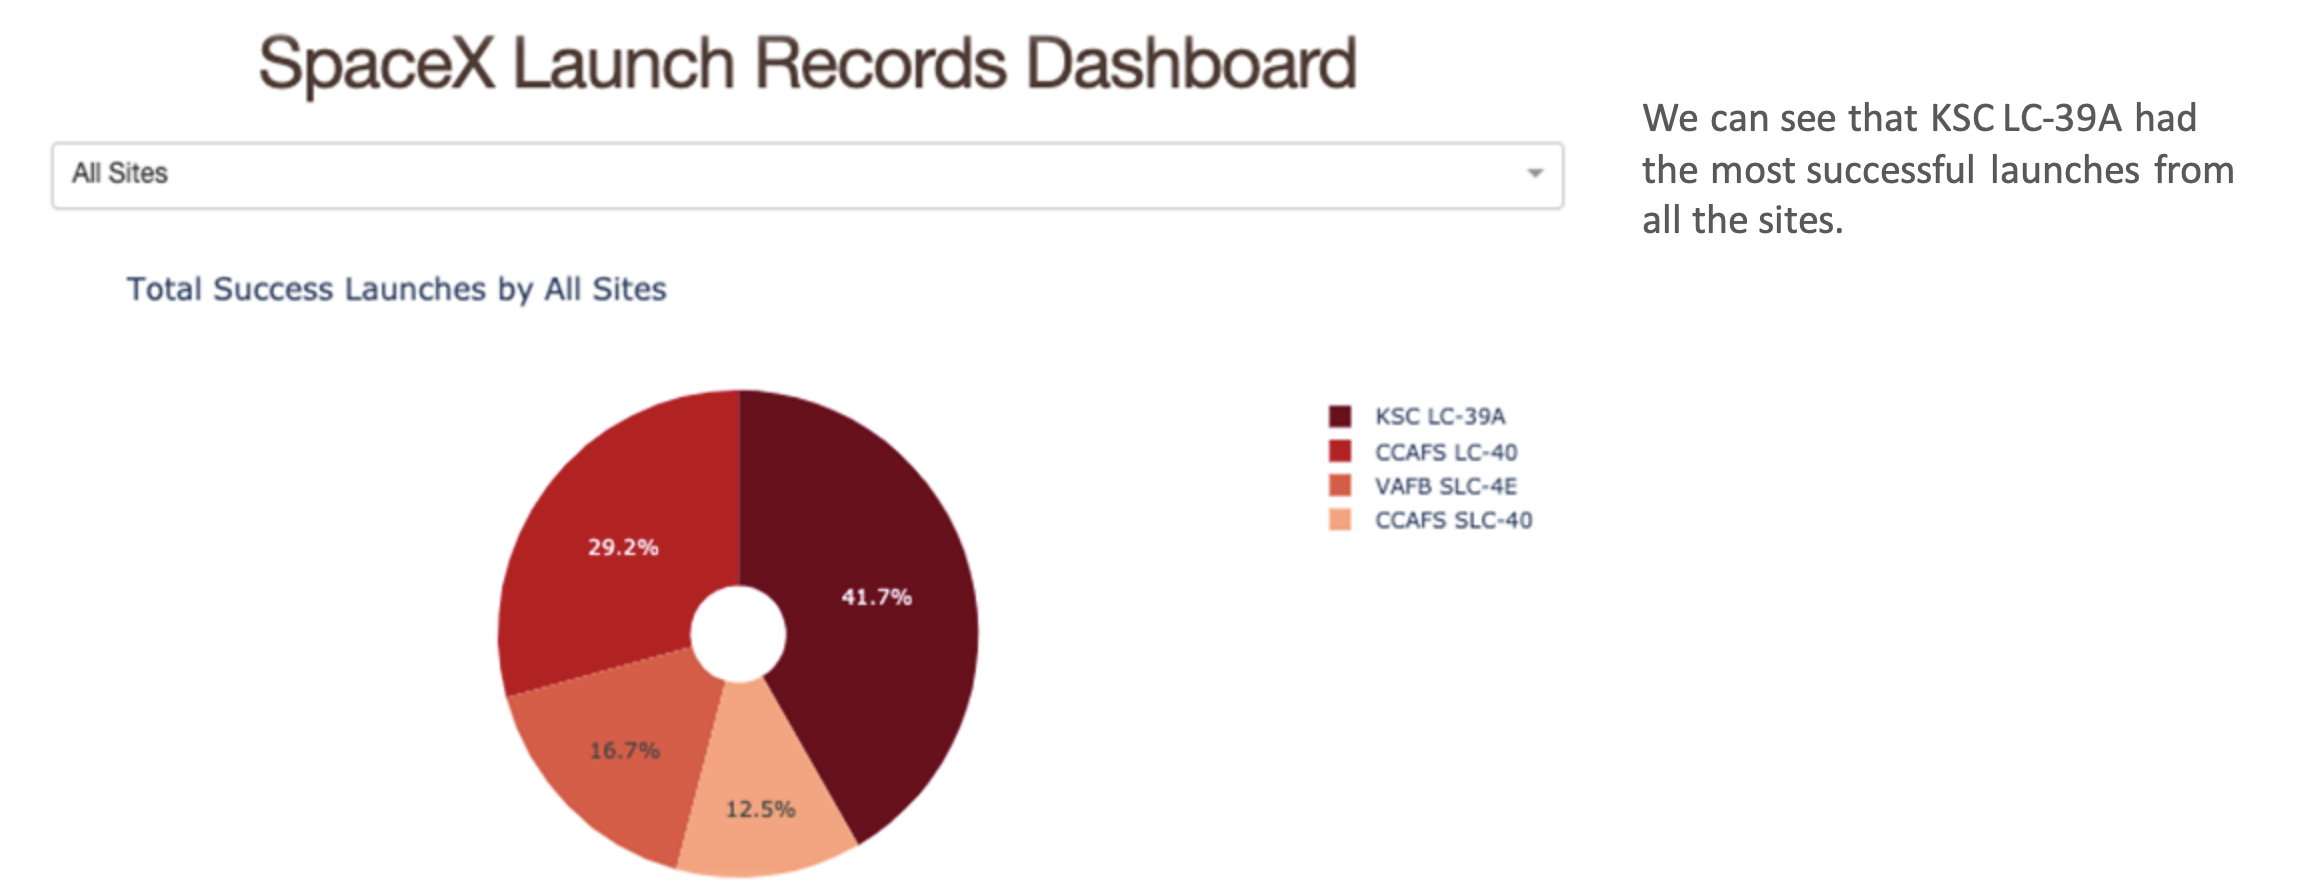 SpaceX Launch Records Dashboard
All Sites
We can see that KSC LC-39A had
the most successful launches from
all the sites.
Total Success Launches by All Sites
KSC LC-39A
CCAFS LC-40
VAFB SLC-4E
CCAFS SLC-40
29.2%
41.7%
16.7%
12.5%